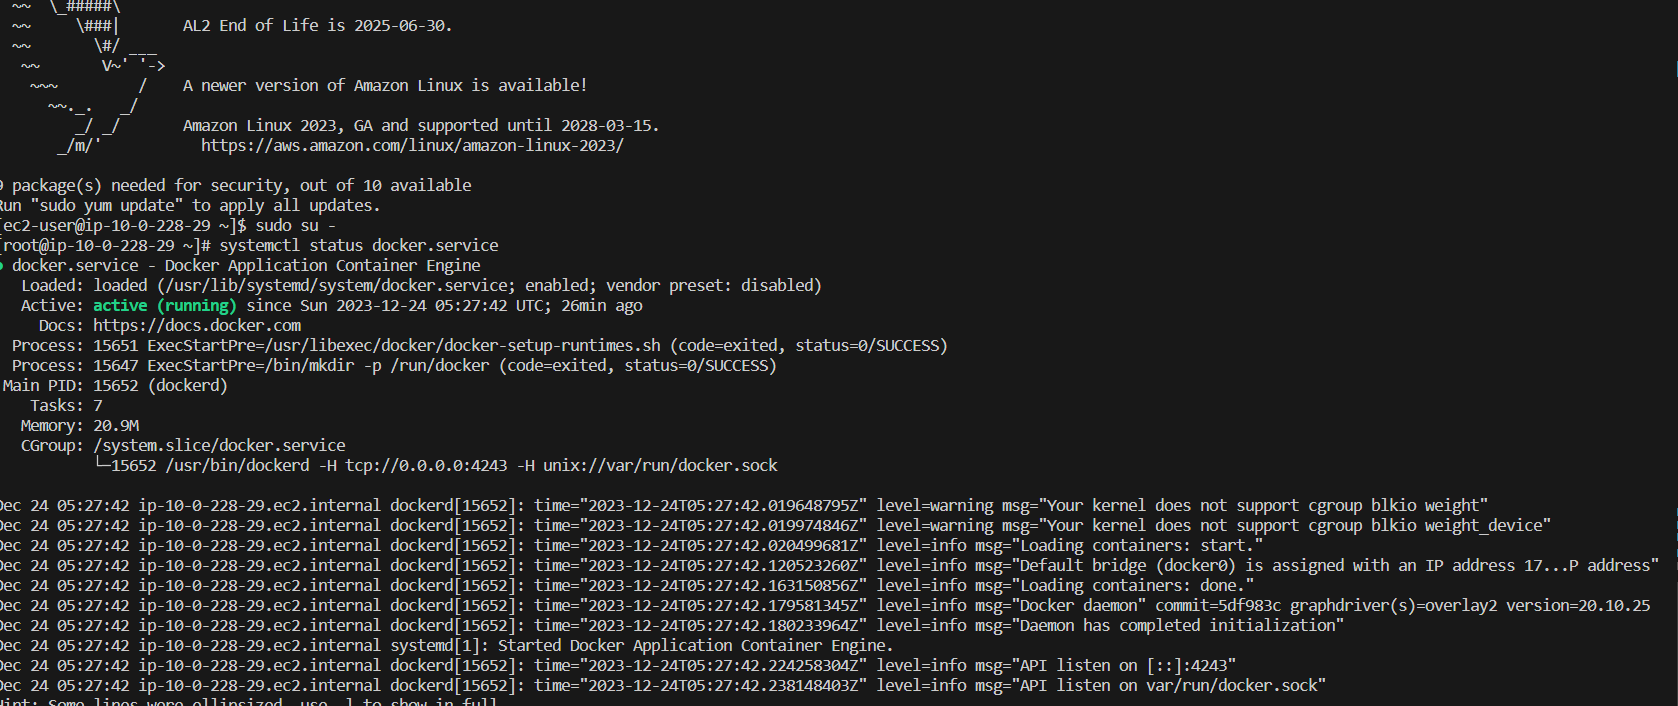 ~~  \_#####\
~~     \###|       AL2 End of Life is 2025-06-30.
~~       \#/ ___
 ~~       V~' '->
  ~~~         /    A newer version of Amazon Linux is available!
    ~~._.   _/
       _/ _/       Amazon Linux 2023, GA and supported until 2028-03-15.
     _/m/'           https://aws.amazon.com/linux/amazon-linux-2023/
9 package(s) needed for security, out of 10 available
Run "sudo yum update" to apply all updates.
[ec2-user@ip-10-0-228-29 ~]$ sudo su -
[root@ip-10-0-228-29 ~]# systemctl status docker.service
● docker.service - Docker Application Container Engine
   Loaded: loaded (/usr/lib/systemd/system/docker.service; enabled; vendor preset: disabled)
   Active: active (running) since Sun 2023-12-24 05:27:42 UTC; 26min ago
     Docs: https://docs.docker.com
  Process: 15651 ExecStartPre=/usr/libexec/docker/docker-setup-runtimes.sh (code=exited, status=0/SUCCESS)
  Process: 15647 ExecStartPre=/bin/mkdir -p /run/docker (code=exited, status=0/SUCCESS)
 Main PID: 15652 (dockerd)
    Tasks: 7
   Memory: 20.9M
   CGroup: /system.slice/docker.service
           └─15652 /usr/bin/dockerd -H tcp://0.0.0.0:4243 -H unix://var/run/docker.sock
Dec 24 05:27:42 ip-10-0-228-29.ec2.internal dockerd[15652]: time="2023-12-24T05:27:42.019648795Z" level=warning msg="Your kernel does not support cgroup blkio weight"
Dec 24 05:27:42 ip-10-0-228-29.ec2.internal dockerd[15652]: time="2023-12-24T05:27:42.019974846Z" level=warning msg="Your kernel does not support cgroup blkio weight_device"
Dec 24 05:27:42 ip-10-0-228-29.ec2.internal dockerd[15652]: time="2023-12-24T05:27:42.020499681Z" level=info msg="Loading containers: start."
Dec 24 05:27:42 ip-10-0-228-29.ec2.internal dockerd[15652]: time="2023-12-24T05:27:42.120523260Z" level=info msg="Default bridge (docker0) is assigned with an IP address 17...P address"
Dec 24 05:27:42 ip-10-0-228-29.ec2.internal dockerd[15652]: time="2023-12-24T05:27:42.163150856Z" level=info msg="Loading containers: done."
Dec 24 05:27:42 ip-10-0-228-29.ec2.internal dockerd[15652]: time="2023-12-24T05:27:42.179581345Z" level=info msg="Docker daemon" commit=5df983c graphdriver(s)=overlay2 version=20.10.25
Dec 24 05:27:42 ip-10-0-228-29.ec2.internal dockerd[15652]: time="2023-12-24T05:27:42.180233964Z" level=info msg="Daemon has completed initialization"
Dec 24 05:27:42 ip-10-0-228-29.ec2.internal systemd[1]: Started Docker Application Container Engine.
Dec 24 05:27:42 ip-10-0-228-29.ec2.internal dockerd[15652]: time="2023-12-24T05:27:42.224258304Z" level=info msg="API listen on [::]:4243"
Dec 24 05:27:42 ip-10-0-228-29.ec2.internal dockerd[15652]: time="2023-12-24T05:27:42.238148403Z" level=info msg="API listen on var/run/docker.sock"
Hint: Some lines were ellipsized, use -l to show in full.